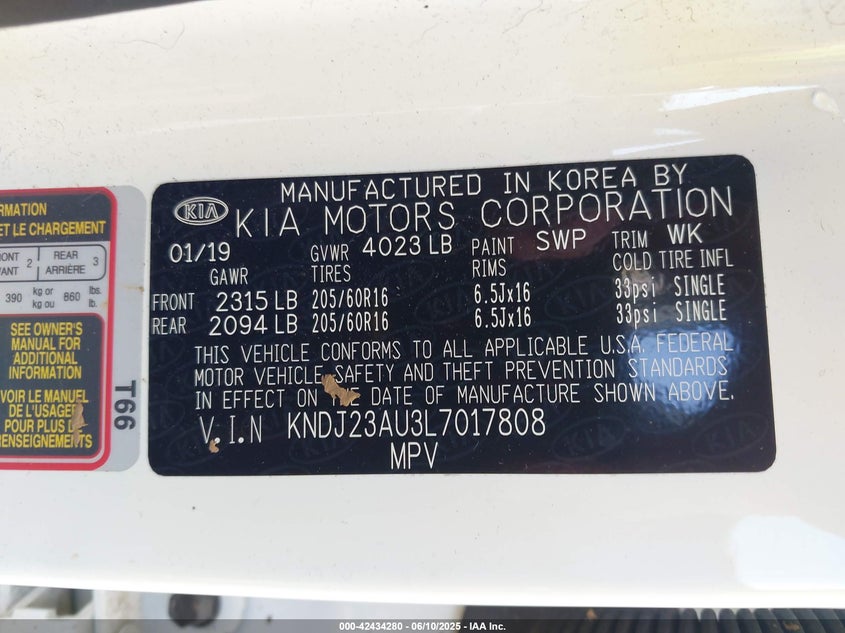 RMATION
ET LE CHARGEMENT
RONT 2 REAR 3
VANT ARRIÈRE
390 kg or 860 lbs.
kg ou lb.
SEE OWNER'S
MANUAL FOR
ADDITIONAL
INFORMATION
VOIR LE MANUEL
DE L'USAGER
POUR PLUS DE
RENSEIGNEMENTS
T66
MANUFACTURED IN KOREA BY
KIA KIA MOTORS CORPORATION
01/19 GVWR 4023 LB PAINT SWP TRIM WK
GAWR TIRES RIMS COLD TIRE INFL
FRONT 2315 LB 205/60R16 6.5Jx16 33psi SINGLE
REAR 2094 LB 205/60R16 6.5Jx16 33psi SINGLE
THIS VEHICLE CONFORMS TO ALL APPLICABLE U.S.A. FEDERAL
MOTOR VEHICLE SAFETY AND THEFT PREVENTION STANDARDS
IN EFFECT ON THE DATE OF MANUFACTURE SHOWN ABOVE.
V.I.N KNDJ23AU3L7017808
MPV
000-42434280 - 06/10/2025 - IAA Inc.